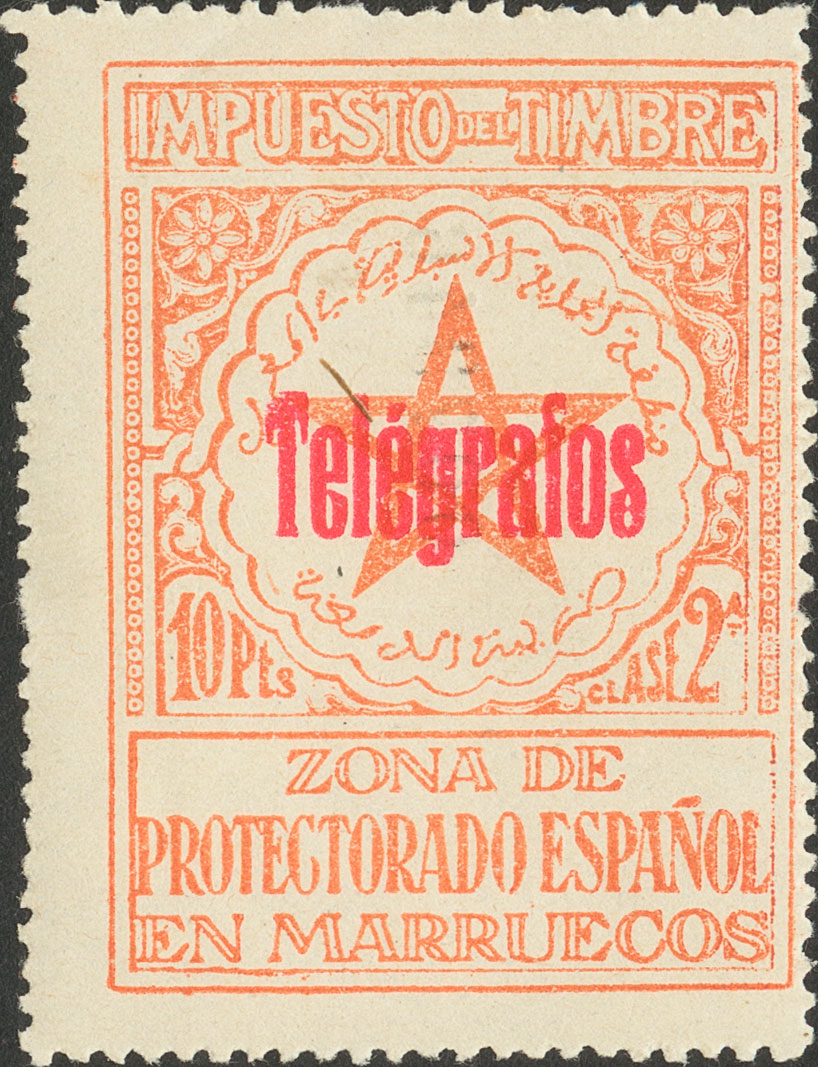 IMPUESTO DEL TIMBRE
Telégrafos
10 Pts
CLASE 2ª
ZONA DE
PROTECTORADO ESPAÑOL
EN MARRUECOS